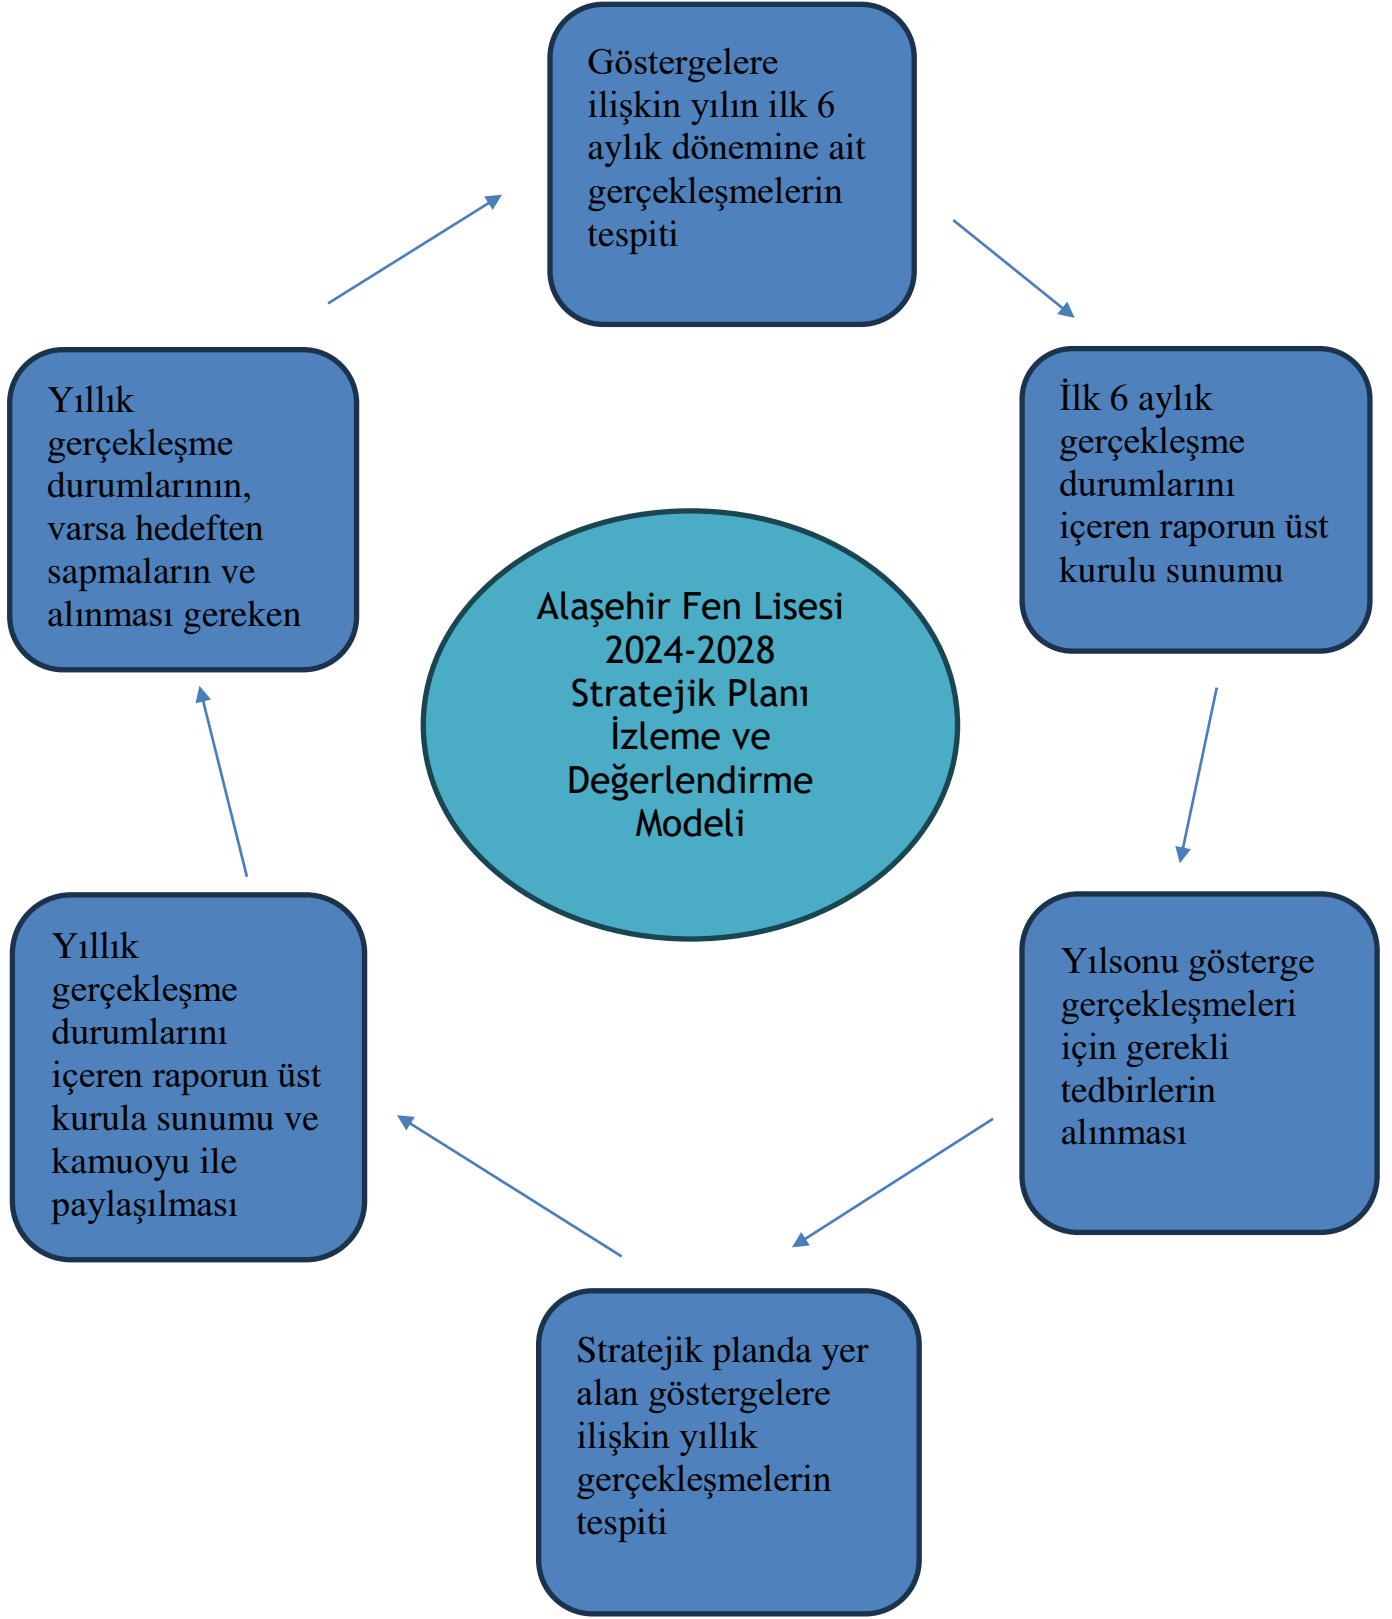 Göstergelere
ilişkin yılın ilk 6
aylık dönemine ait
gerçekleşmelerin
tespiti
İlk 6 aylık
gerçekleşme
durumlarını
içeren raporun üst
kurulu sunumu
Yılsonu gösterge
gerçekleşmeleri
için gerekli
tedbirlerin
alınması
Stratejik planda yer
alan göstergelere
ilişkin yıllık
gerçekleşmelerin
tespiti
Yıllık
gerçekleşme
durumlarını
içeren raporun üst
kurula sunumu ve
kamuoyu ile
paylaşılması
Yıllık
gerçekleşme
durumlarının,
varsa hedeften
sapmaların ve
alınması gereken
Alaşehir Fen Lisesi
2024-2028
Stratejik Planı
İzleme ve
Değerlendirme
Modeli